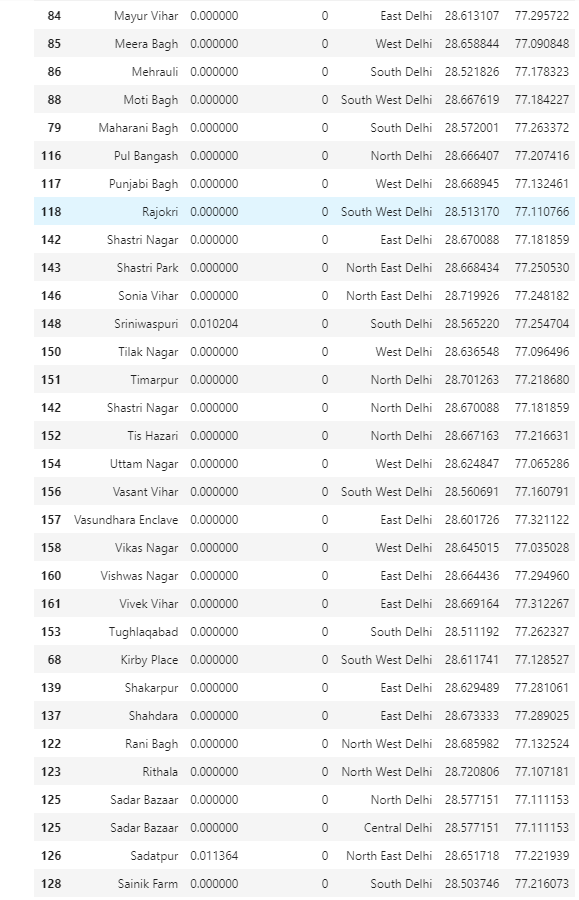 84 Mayur Vihar 0.000000 0 East Delhi 28.613107 77.295722
85 Meera Bagh 0.000000 0 West Delhi 28.658844 77.090848
86 Mehrauli 0.000000 0 South Delhi 28.521826 77.178323
88 Moti Bagh 0.000000 0 South West Delhi 28.667619 77.184227
79 Maharani Bagh 0.000000 0 South Delhi 28.572001 77.263372
116 Pul Bangash 0.000000 0 North Delhi 28.666407 77.207416
117 Punjabi Bagh 0.000000 0 West Delhi 28.668945 77.132461
118 Rajokri 0.000000 0 South West Delhi 28.513170 77.110766
142 Shastri Nagar 0.000000 0 East Delhi 28.670088 77.181859
143 Shastri Park 0.000000 0 North East Delhi 28.668434 77.250530
146 Sonia Vihar 0.000000 0 North East Delhi 28.719926 77.248182
148 Sriniwaspuri 0.010204 0 South Delhi 28.565220 77.254704
150 Tilak Nagar 0.000000 0 West Delhi 28.636548 77.096496
151 Timarpur 0.000000 0 North Delhi 28.701263 77.218680
142 Shastri Nagar 0.000000 0 North Delhi 28.670088 77.181859
152 Tis Hazari 0.000000 0 North Delhi 28.667163 77.216631
154 Uttam Nagar 0.000000 0 West Delhi 28.624847 77.065286
156 Vasant Vihar 0.000000 0 South West Delhi 28.560691 77.160791
157 Vasundhara Enclave 0.000000 0 East Delhi 28.601726 77.321122
158 Vikas Nagar 0.000000 0 West Delhi 28.645015 77.035028
160 Vishwas Nagar 0.000000 0 East Delhi 28.664436 77.294960
161 Vivek Vihar 0.000000 0 East Delhi 28.669164 77.312267
153 Tughlaqabad 0.000000 0 South Delhi 28.511192 77.262327
68 Kirby Place 0.000000 0 South West Delhi 28.611741 77.128527
139 Shakarpur 0.000000 0 East Delhi 28.629489 77.281061
137 Shahdara 0.000000 0 East Delhi 28.673333 77.289025
122 Rani Bagh 0.000000 0 North West Delhi 28.685982 77.132524
123 Rithala 0.000000 0 North West Delhi 28.720806 77.107181
125 Sadar Bazaar 0.000000 0 North Delhi 28.577151 77.111153
125 Sadar Bazaar 0.000000 0 Central Delhi 28.577151 77.111153
126 Sadatpur 0.011364 0 North East Delhi 28.651718 77.221939
128 Sainik Farm 0.000000 0 South Delhi 28.503746 77.216073